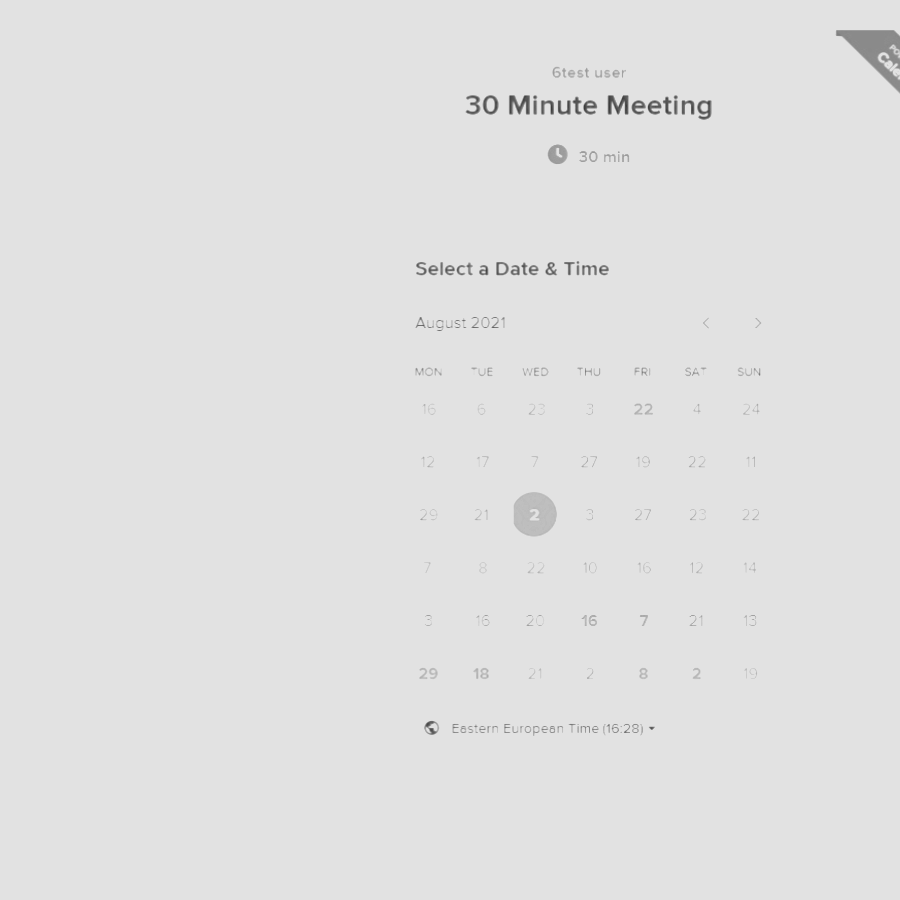 6test user
30 Minute Meeting
30 min
Select a Date & Time
August 2021
MON TUE WED THU FRI SAT SUN
16 6 23 3 22 4 24
12 17 7 27 19 22 11
29 21 2 3 27 23 22
7 8 22 10 16 12 14
3 16 20 16 7 21 13
29 18 21 2 8 2 19
Eastern European Time (16:28)